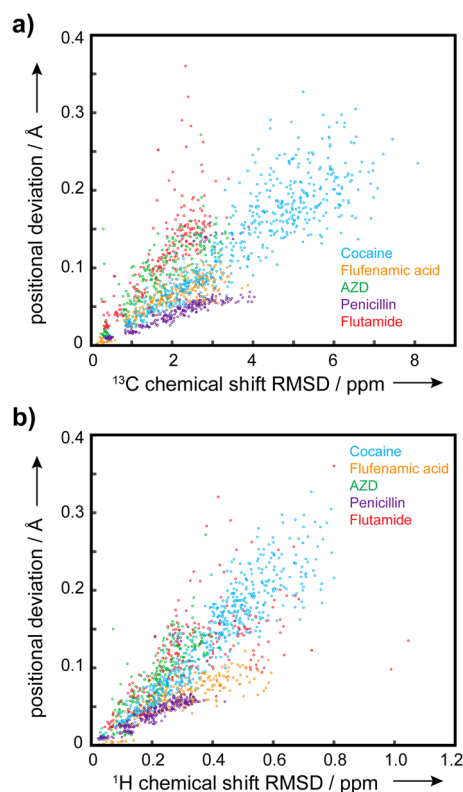 a)
0.4
0.3
0.2
0.1
0
positional deviation / Å
Cocaine
Flufenamic acid
AZD
Penicillin
Flutamide
0 2 4 6 8
¹³C chemical shift RMSD / ppm
b)
0.4
0.3
0.2
0.1
0
positional deviation / Å
Cocaine
Flufenamic acid
AZD
Penicillin
Flutamide
0 0.2 0.4 0.6 0.8 1.0 1.2
¹H chemical shift RMSD / ppm